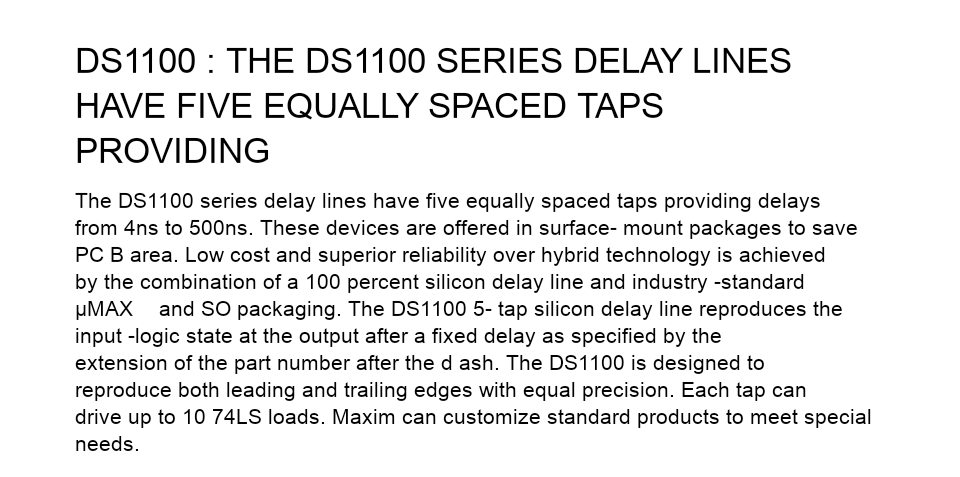 DS1100 : THE DS1100 SERIES DELAY LINES
HAVE FIVE EQUALLY SPACED TAPS
PROVIDING
The DS1100 series delay lines have five equally spaced taps providing delays
from 4ns to 500ns. These devices are offered in surface- mount packages to save
PC B area. Low cost and superior reliability over hybrid technology is achieved
by the combination of a 100 percent silicon delay line and industry -standard
µMAX    and SO packaging. The DS1100 5- tap silicon delay line reproduces the
input -logic state at the output after a fixed delay as specified by the
extension of the part number after the d ash. The DS1100 is designed to
reproduce both leading and trailing edges with equal precision. Each tap can
drive up to 10 74LS loads. Maxim can customize standard products to meet special
needs.